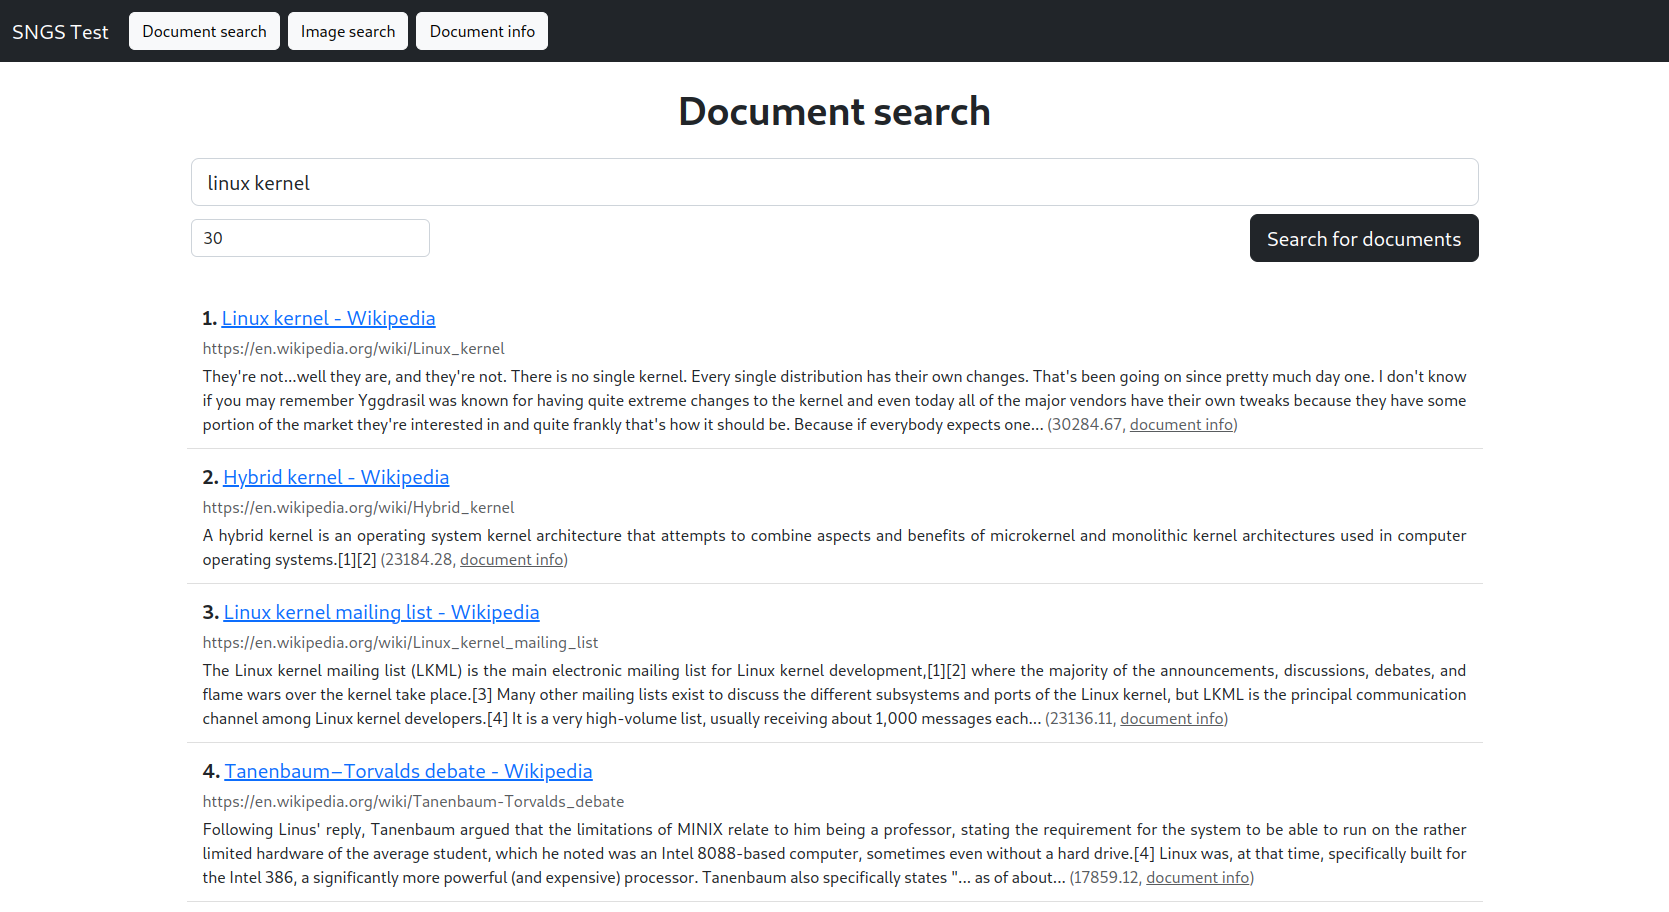 SNGS Test Document search Image search Document info
Document search
linux kernel
30 Search for documents
1. Linux kernel - Wikipedia
https://en.wikipedia.org/wiki/Linux_kernel
They're not...well they are, and they're not. There is no single kernel. Every single distribution has their own changes. That's been going on since pretty much day one. I don't know
if you may remember Yggdrasil was known for having quite extreme changes to the kernel and even today all of the major vendors have their own tweaks because they have some
portion of the market they're interested in and quite frankly that's how it should be. Because if everybody expects one... (30284.67, document info)
2. Hybrid kernel - Wikipedia
https://en.wikipedia.org/wiki/Hybrid_kernel
A hybrid kernel is an operating system kernel architecture that attempts to combine aspects and benefits of microkernel and monolithic kernel architectures used in computer
operating systems.[1][2] (23184.28, document info)
3. Linux kernel mailing list - Wikipedia
https://en.wikipedia.org/wiki/Linux_kernel_mailing_list
The Linux kernel mailing list (LKML) is the main electronic mailing list for Linux kernel development,[1][2] where the majority of the announcements, discussions, debates, and
flame wars over the kernel take place.[3] Many other mailing lists exist to discuss the different subsystems and ports of the Linux kernel, but LKML is the principal communication
channel among Linux kernel developers.[4] It is a very high-volume list, usually receiving about 1,000 messages each... (23136.11, document info)
4. Tanenbaum–Torvalds debate - Wikipedia
https://en.wikipedia.org/wiki/Tanenbaum-Torvalds_debate
Following Linus' reply, Tanenbaum argued that the limitations of MINIX relate to him being a professor, stating the requirement for the system to be able to run on the rather
limited hardware of the average student, which he noted was an Intel 8088-based computer, sometimes even without a hard drive.[4] Linux was, at that time, specifically built for
the Intel 386, a significantly more powerful (and expensive) processor. Tanenbaum also specifically states "... as of about... (17859.12, document info)